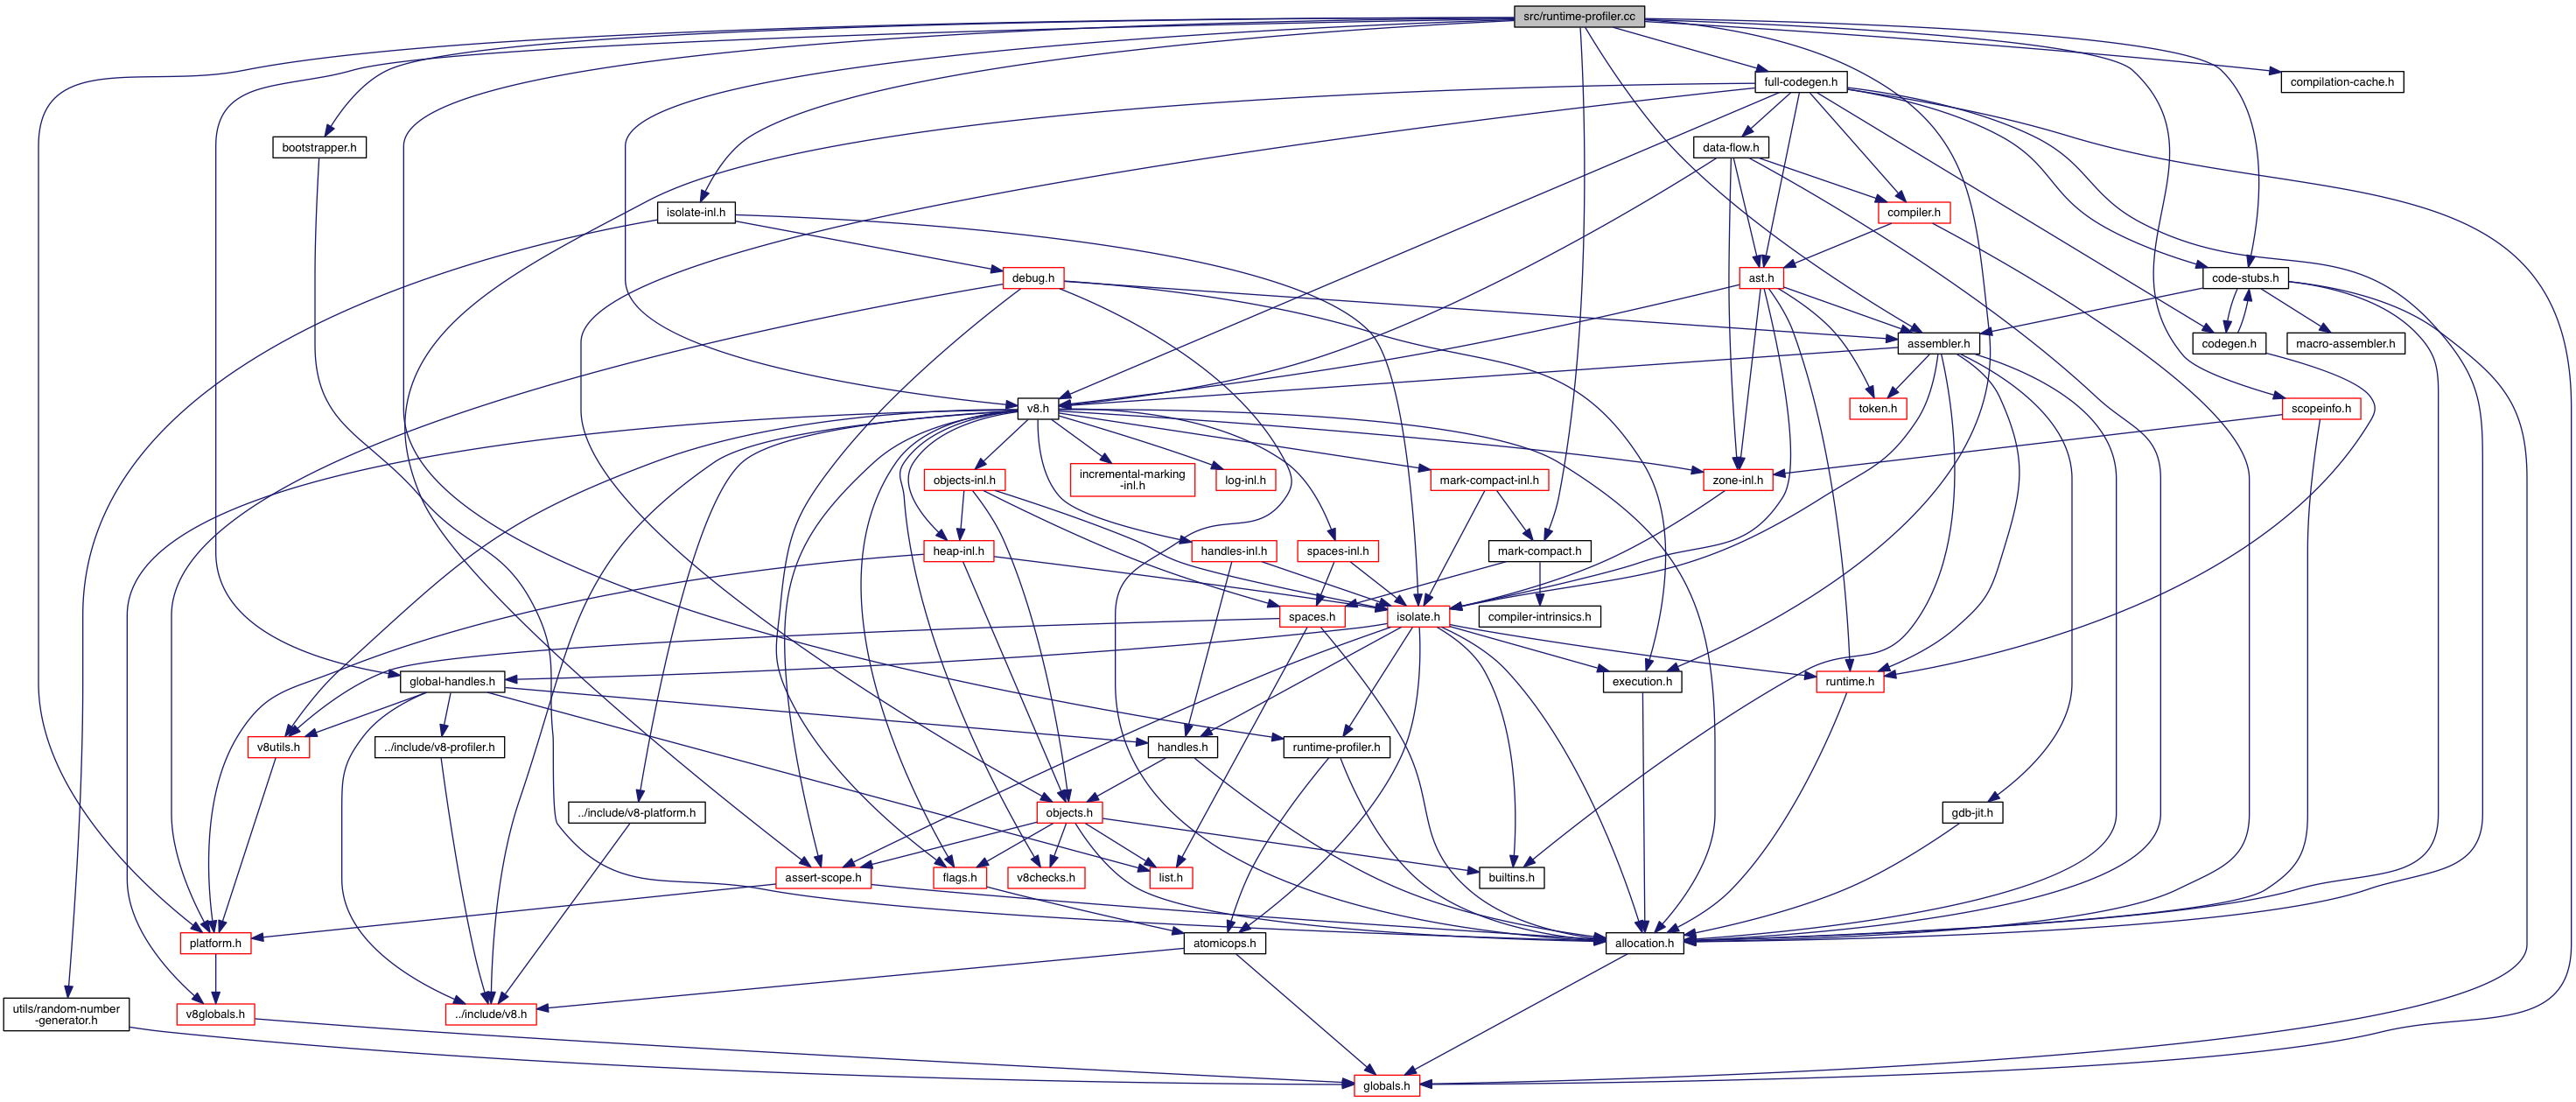 src/runtime-profiler.cc
full-codegen.h
compilation-cache.h
bootstrapper.h
data-flow.h
isolate-inl.h
compiler.h
debug.h
ast.h
code-stubs.h
assembler.h
codegen.h
macro-assembler.h
v8.h
token.h
scopeinfo.h
objects-inl.h
incremental-marking
-inl.h
log-inl.h
mark-compact-inl.h
zone-inl.h
heap-inl.h
handles-inl.h
spaces-inl.h
mark-compact.h
spaces.h
isolate.h
compiler-intrinsics.h
global-handles.h
execution.h
runtime.h
v8utils.h
../include/v8-profiler.h
handles.h
runtime-profiler.h
../include/v8-platform.h
objects.h
gdb-jit.h
assert-scope.h
flags.h
v8checks.h
list.h
builtins.h
platform.h
atomicops.h
allocation.h
utils/random-number
-generator.h
v8globals.h
../include/v8.h
globals.h